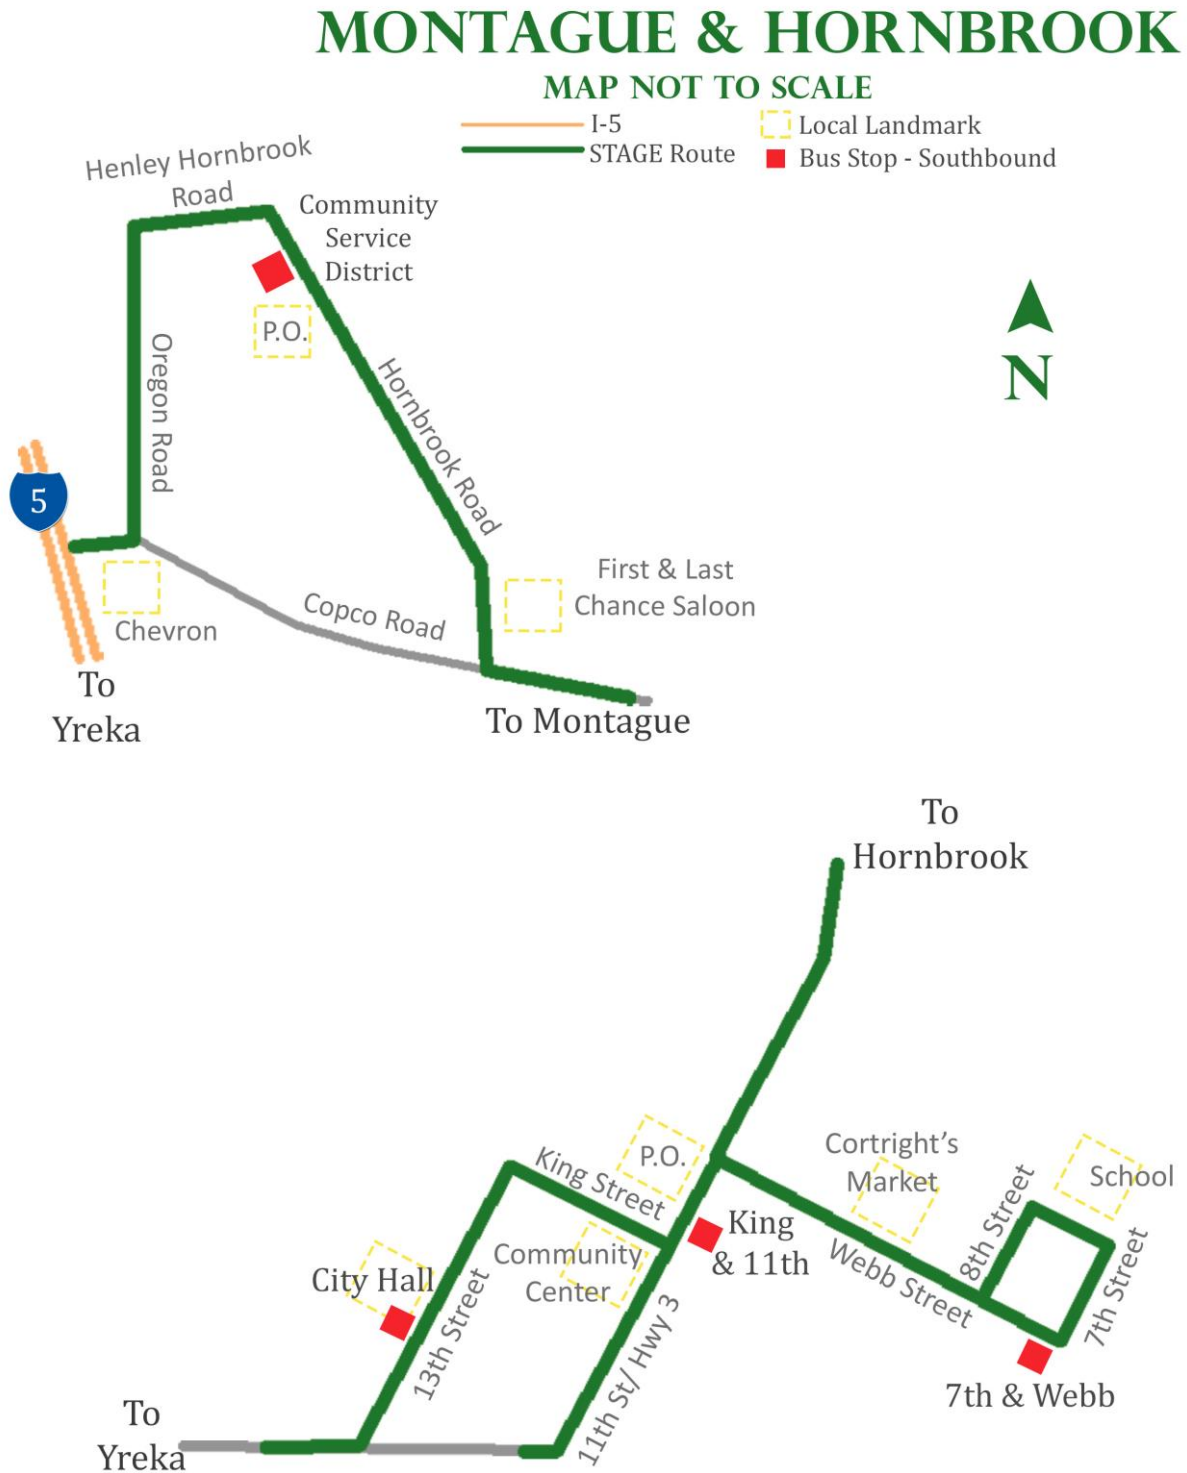 MONTAGUE & HORNBROOK
MAP NOT TO SCALE
I-5
Local Landmark
STAGE Route
Bus Stop - Southbound
Henley Hornbrook
Road
Community
Service
District
P.O.
Oregon Road
Hornbrook Road
N
5
First & Last
Chance Saloon
Copco Road
Chevron
To
Yreka
To Montague
To
Hornbrook
P.O.
King Street
Cortright's
Market
School
8th Street
King
& 11th
Community
Center
Webb Street
7th Street
City Hall
13th Street
11th St/ Hwy 3
7th & Webb
To
Yreka